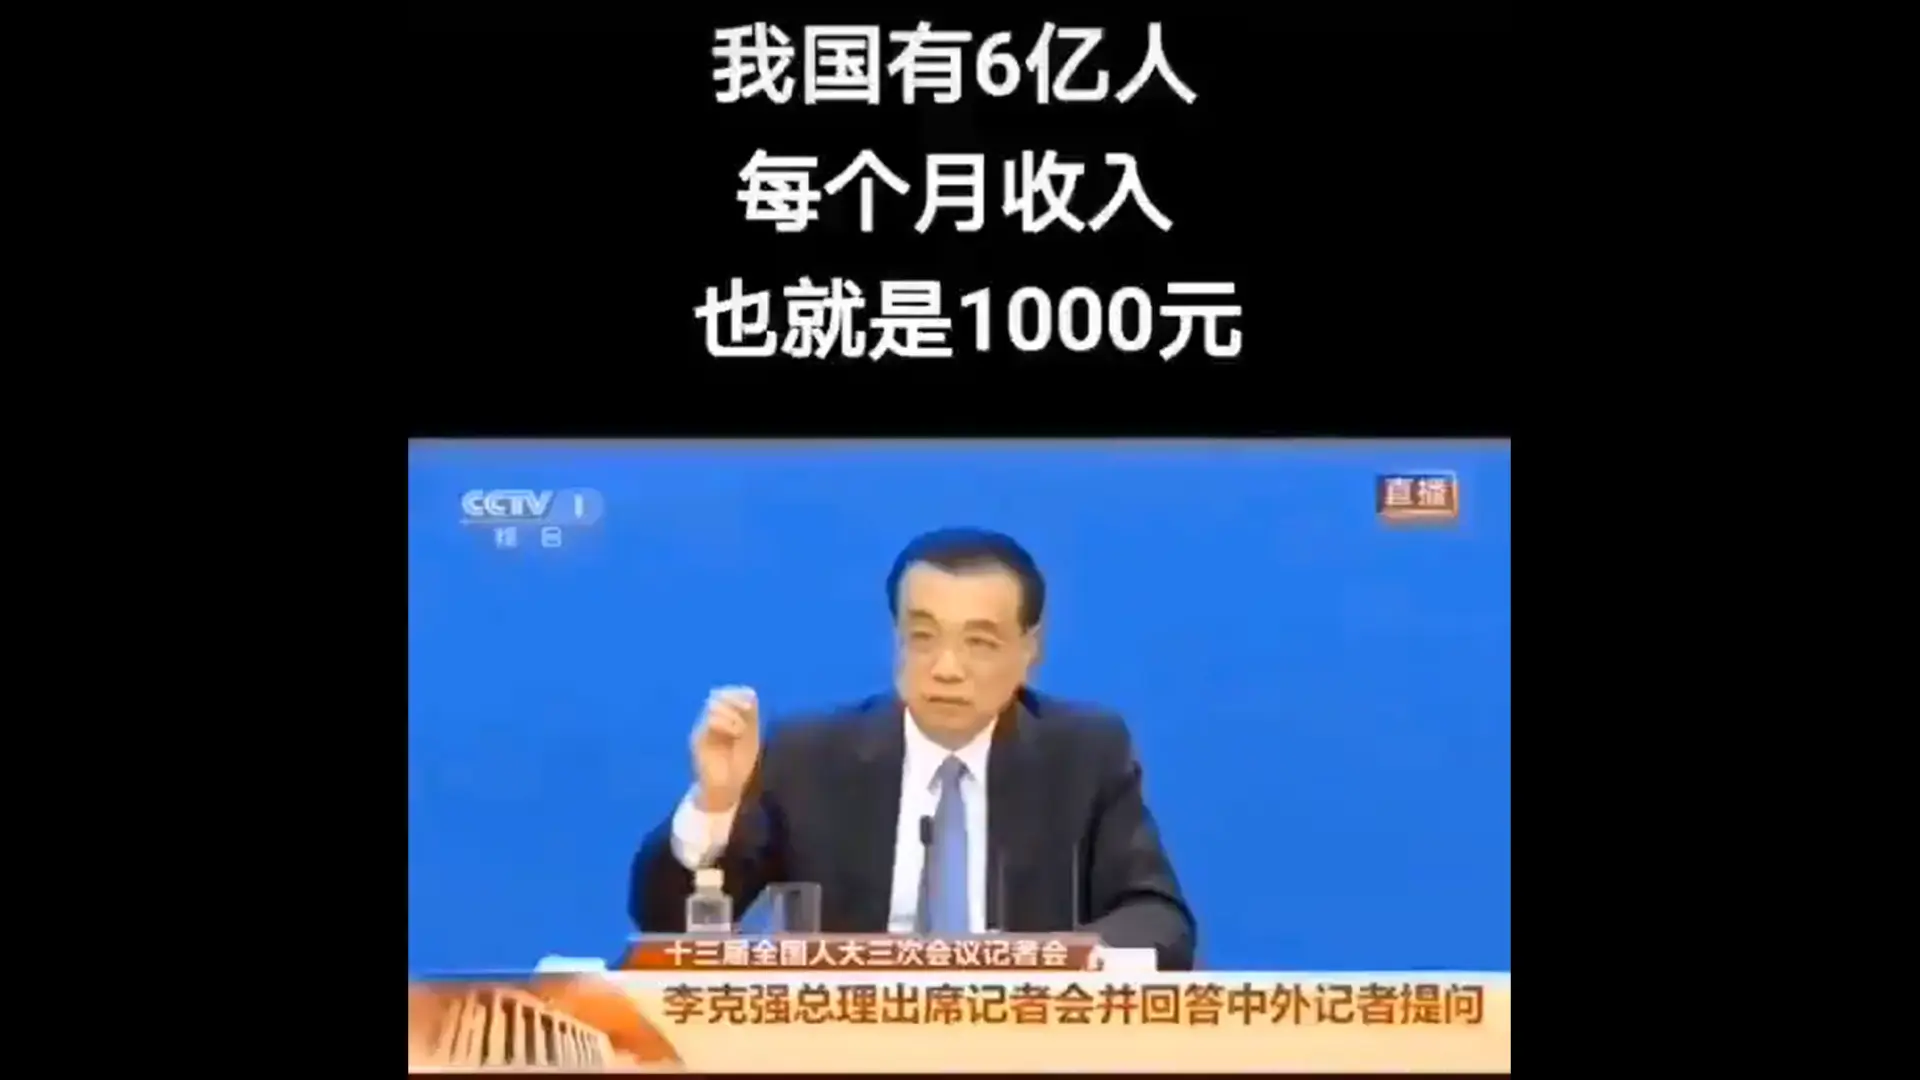 我国有6亿人
每个月收入
也就是1000元
CCTV 1
综合
直播
十三届全国人大三次会议记者会
李克强总理出席记者会并回答中外记者提问